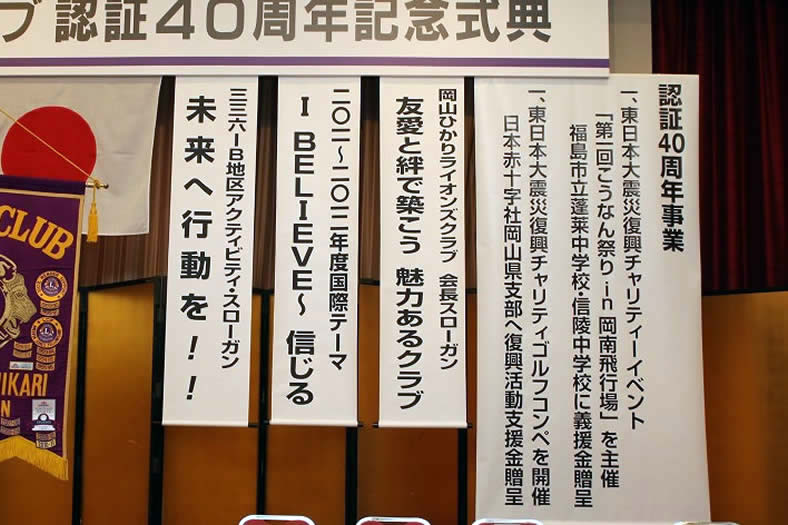 ブ 認証40周年記念式典
認証40周年事業
一、東日本大震災復興チャリティーイベント
「第一回こうなん祭り in 岡南飛行場」を主催
福島市立蓬莱中学校・信陵中学校に義援金贈呈
一、東日本大震災復興チャリティゴルフコンペを開催
日本赤十字社岡山県支部へ復興活動支援金贈呈
岡山ひかりライオンズクラブ 会長スローガン
友愛と絆で築こう 魅力あるクラブ
二〇一一～二〇一二年度国際テーマ
I BELIEVE～ 信じる
三三六ーB地区アクティビティ・スローガン
未来へ行動を！！
CLUB
HIKARI